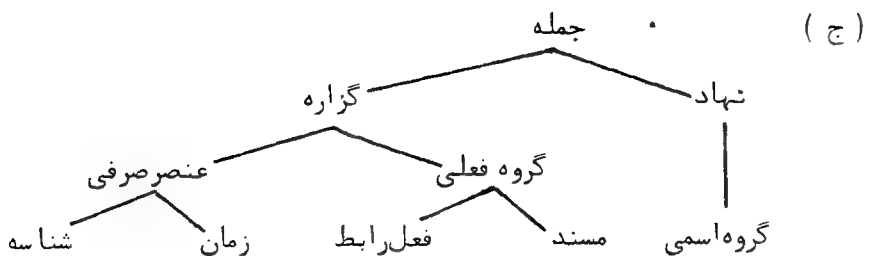 ( ج )
جمله
نهاد گزاره
گروه فعلی عنصرصرفی
گروه‌اسمی مسند فعل‌رابط زمان شناسه